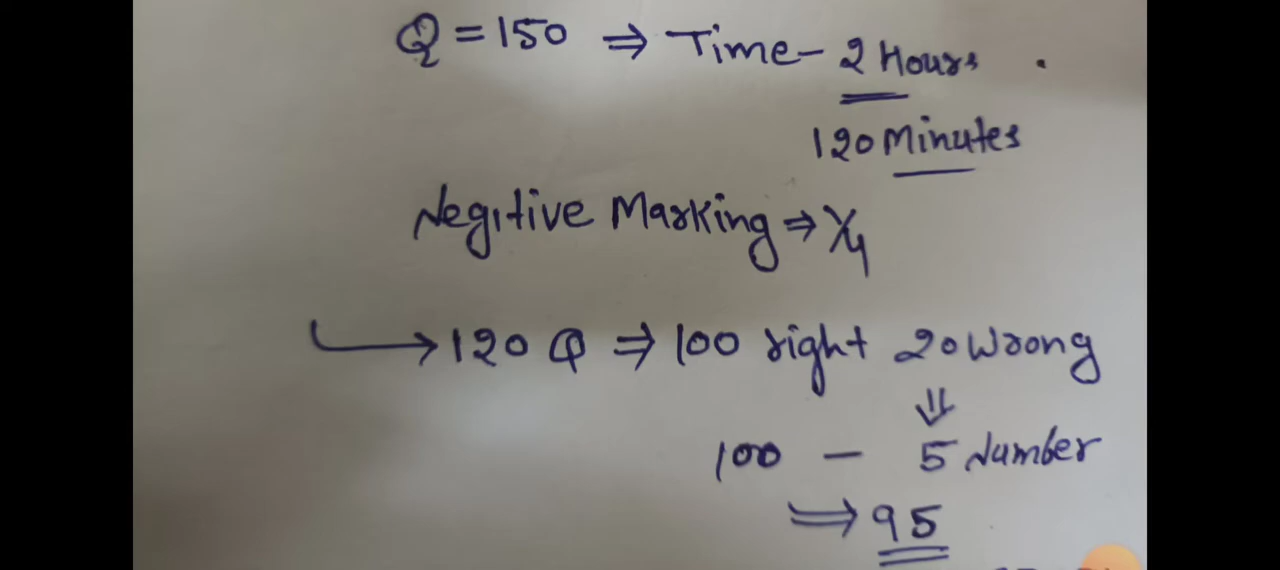 Q = 150 ⇒ Time - 2 Hours .
120 Minutes
Negitive Marking ⇒ 1/4
→ 120 Q ⇒ 100 right 20 Wrong
⇓
100 - 5 Number
⇒ 95